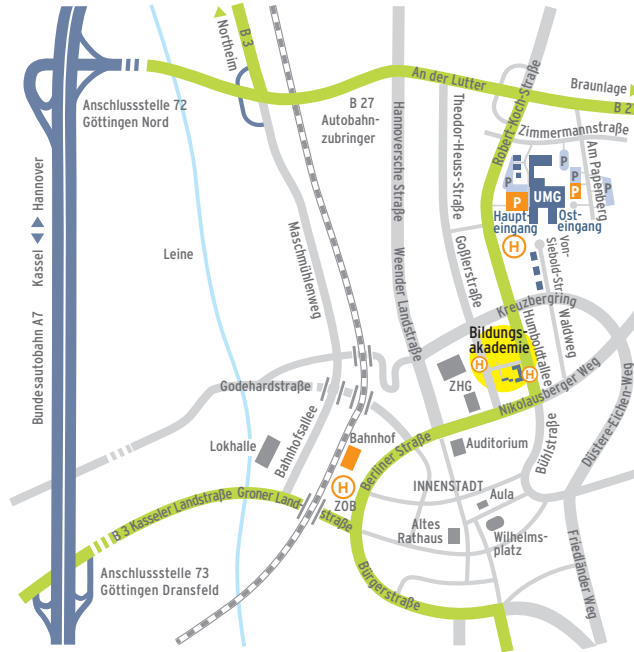 B 3
Northeim
Anschlussstelle 72
Göttingen Nord
An der Lutter
Braunlage
B 27
B 27
Autobahn-
zubringer
Robert-Koch-Straße
Zimmermannstraße
Am Papenberg
Hannoversche Straße
Theodor-Heuss-Straße
P
P
P
P
P
P
UMG
Haupt-
eingang
Ost-
eingang
H
Von-
Siebold-Str.
Kassel
Hannover
Leine
Maschmühlenweg
Weender Landstraße
Goßlerstraße
Kreuzbergring
Humboldtallee
Waldweg
Bundesautobahn A7
Bildungs-
akademie
H
H
ZHG
Nikolausberger Weg
Düstere-Eichen-Weg
Godehardstraße
Bahnhofsallee
Lokhalle
Bahnhof
H
ZOB
Berliner Straße
Auditorium
Bühlstraße
INNENSTADT
Aula
Altes
Rathaus
Wilhelms-
platz
B 3 Kasseler Landstraße
Groner Land-
straße
Bürgerstraße
Friedländer Weg
Anschlussstelle 73
Göttingen Dransfeld